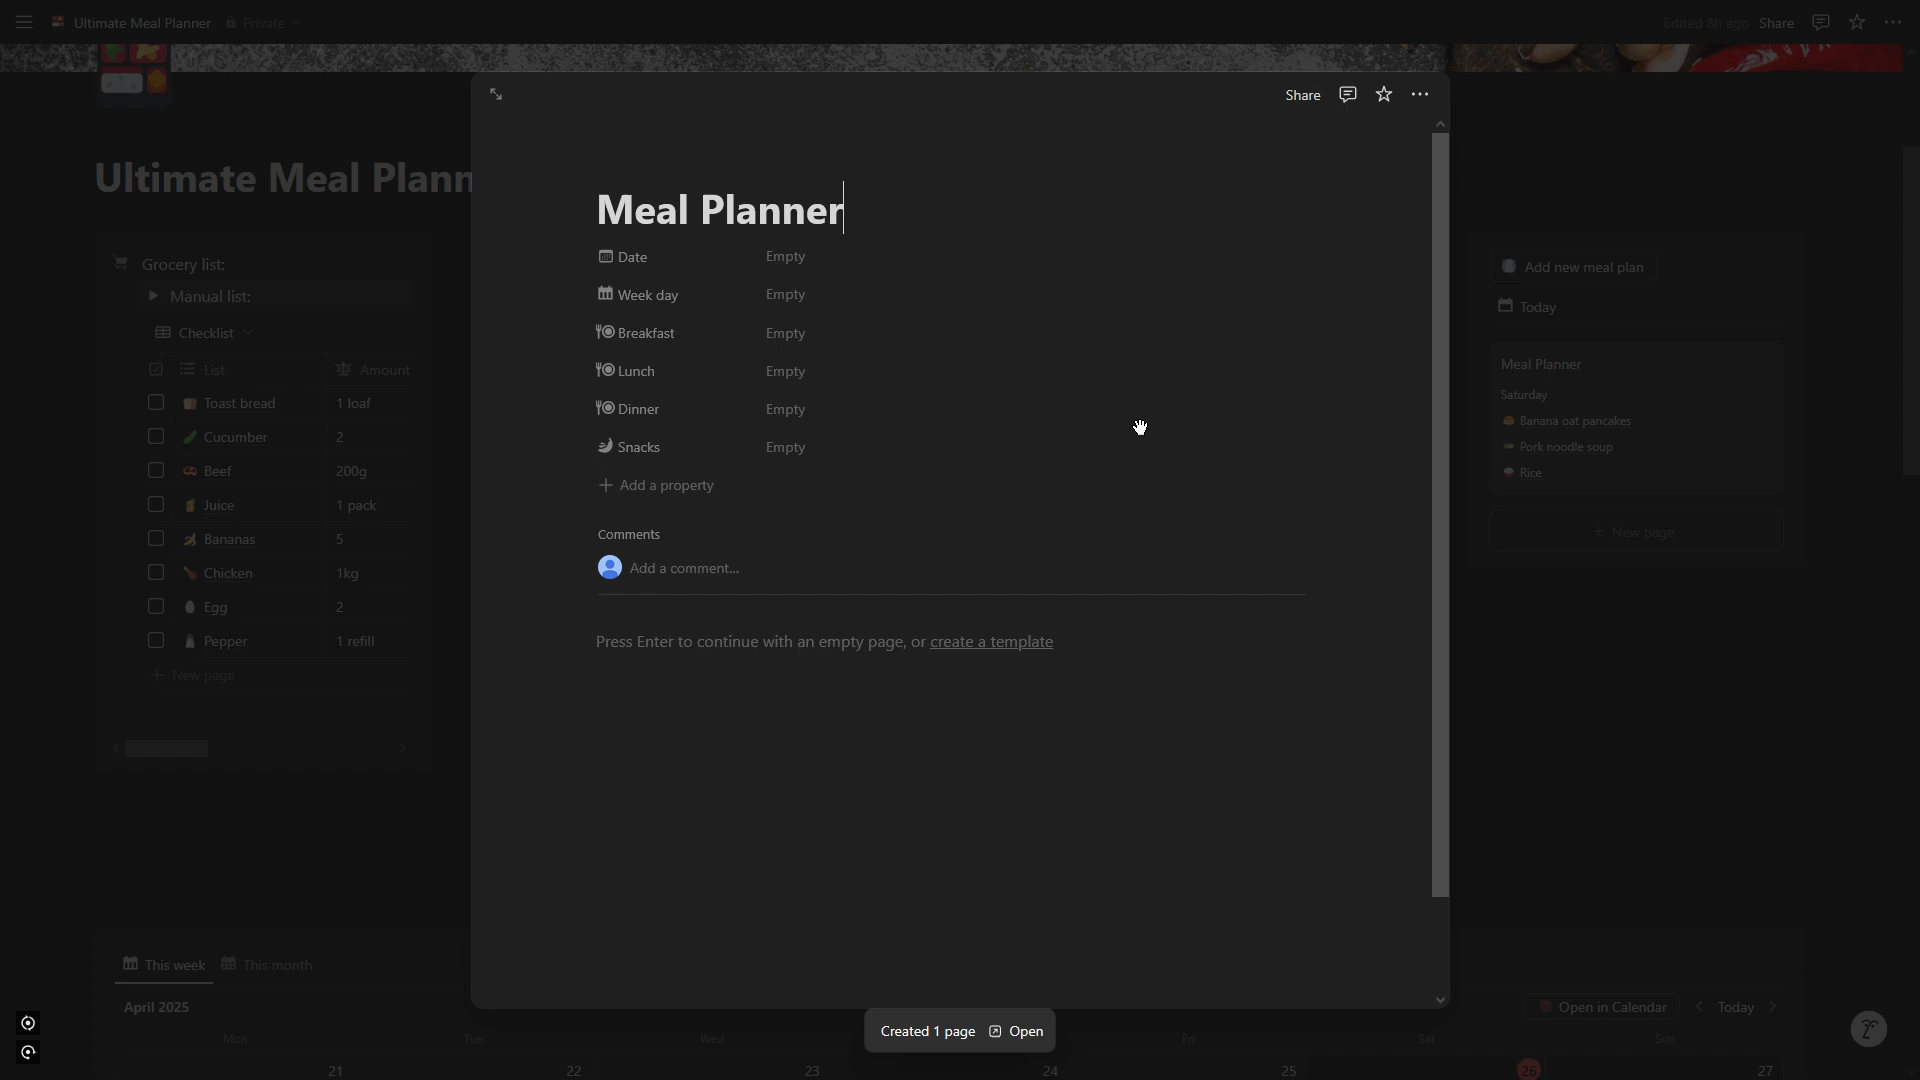 Ultimate Meal Planner Private
Edited 8h ago Share
Share
Ultimate Meal Plann
Grocery list:
Manual list:
Checklist
List Amount
Toast bread 1 loaf
Cucumber 2
Beef 200g
Juice 1 pack
Bananas 5
Chicken 1kg
Egg 2
Pepper 1 refill
New page
Meal Planner
Date Empty
Week day Empty
Breakfast Empty
Lunch Empty
Dinner Empty
Snacks Empty
Add a property
Comments
Add a comment...
Press Enter to continue with an empty page, or create a template
Add new meal plan
Today
Meal Planner
Saturday
Banana oat pancakes
Pork noodle soup
Rice
New page
This week This month
April 2025
Open in Calendar Today
Mon Tue Wed Fri Sat Sun
21 22 23 24 25 26 27
Created 1 page Open